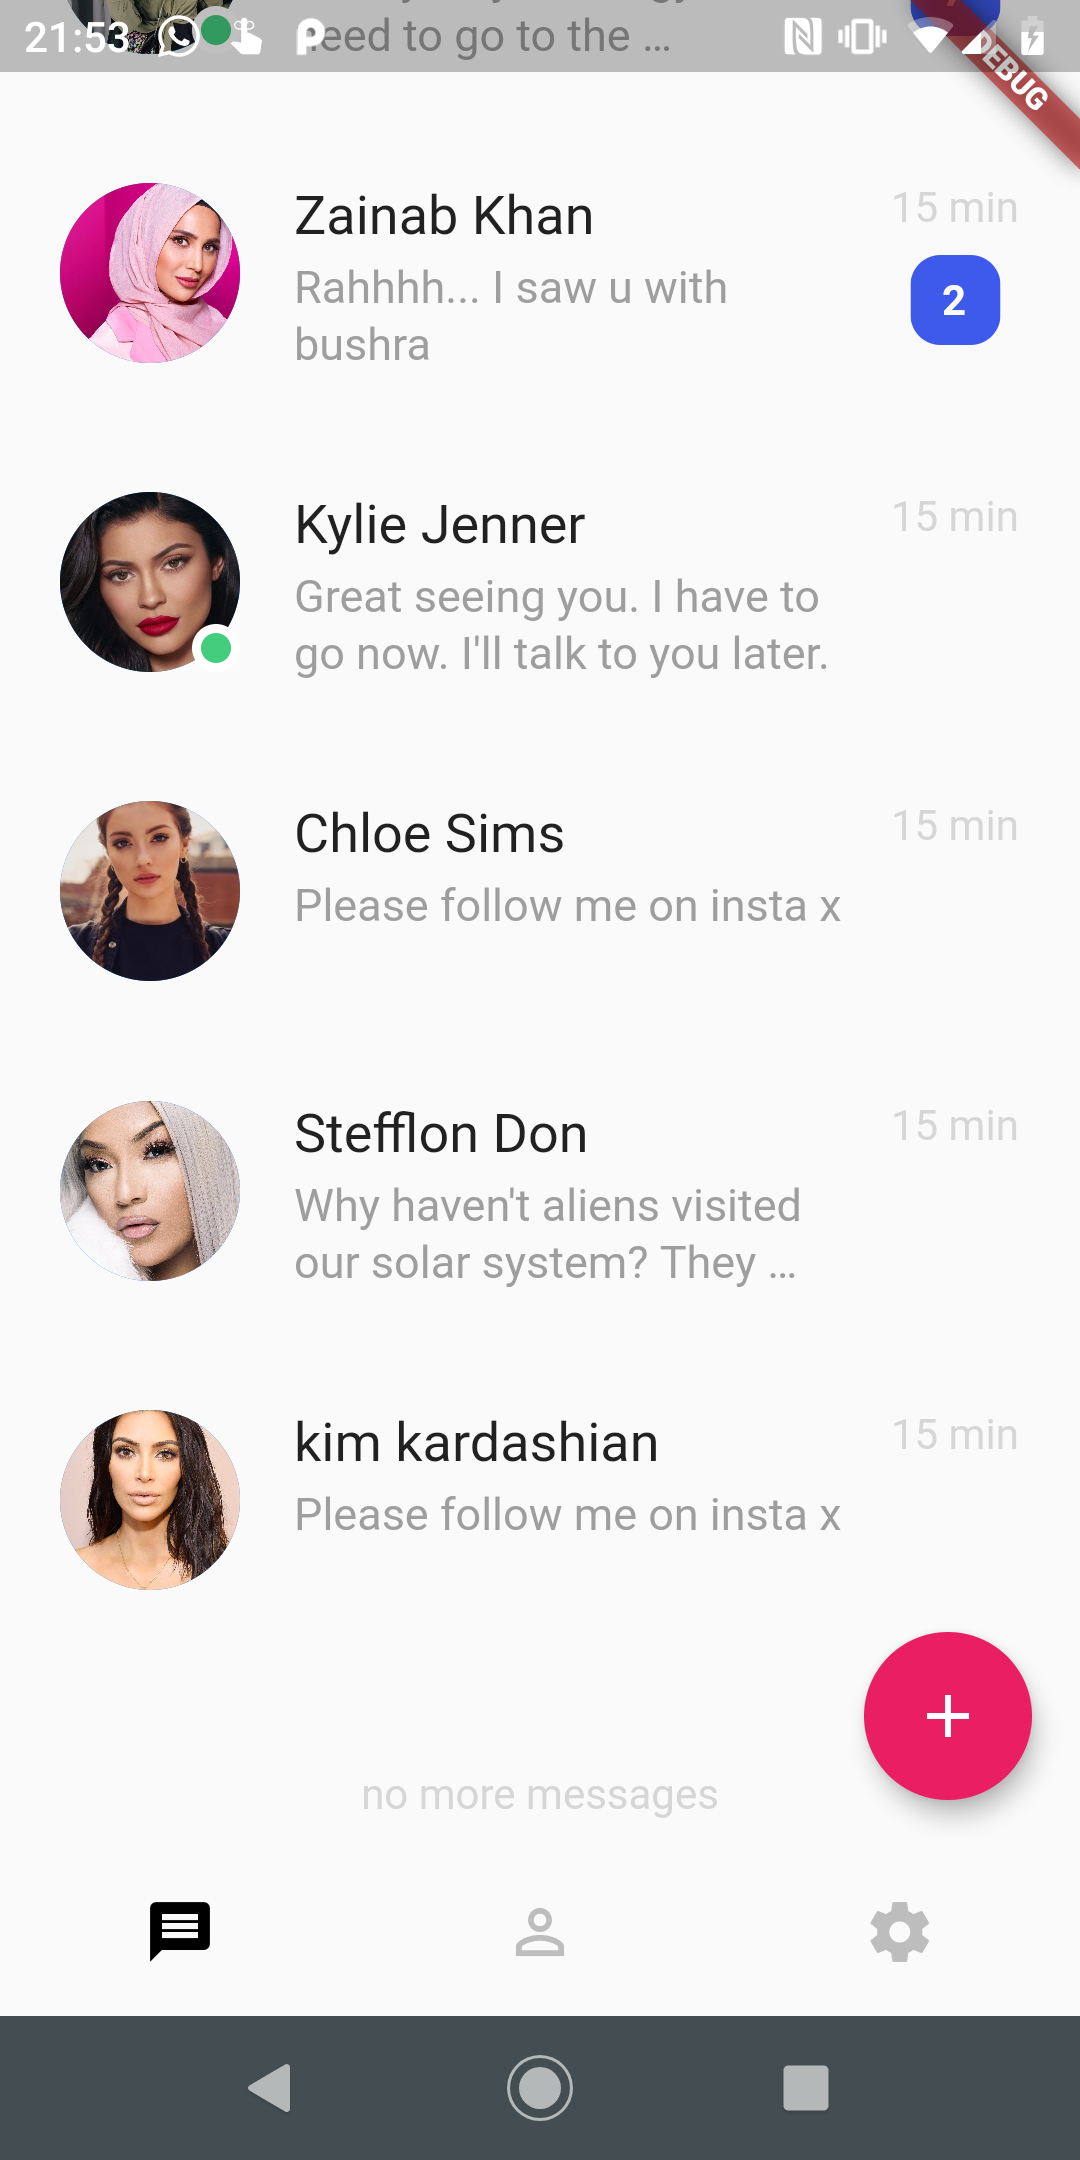 21:53
need to go to the …
DEBUG
Zainab Khan
15 min
Rahhhh... I saw u with
bushra
2
Kylie Jenner
15 min
Great seeing you. I have to
go now. I'll talk to you later.
Chloe Sims
15 min
Please follow me on insta x
Stefflon Don
15 min
Why haven't aliens visited
our solar system? They …
kim kardashian
15 min
Please follow me on insta x
no more messages